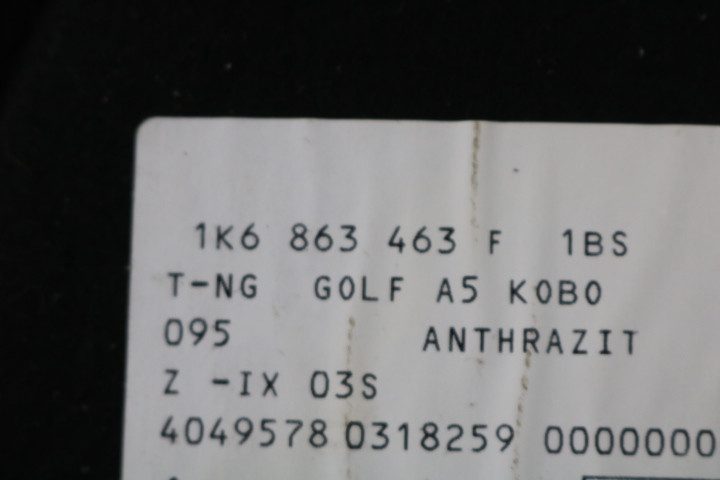 1K6 863 463 F 1BS
T-NG GOLF A5 KOBO
095 ANTHRAZIT
Z -IX 03S
4049578 0318259 0000000